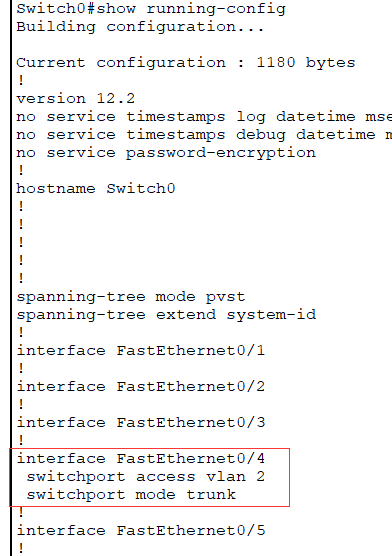 Switch0#show running-config
Building configuration...
Current configuration : 1180 bytes
!
version 12.2
no service timestamps log datetime mse
no service timestamps debug datetime m
no service password-encryption
!
hostname Switch0
!
!
!
!
!
spanning-tree mode pvst
spanning-tree extend system-id
!
interface FastEthernet0/1
!
interface FastEthernet0/2
!
interface FastEthernet0/3
!
interface FastEthernet0/4
switchport access vlan 2
switchport mode trunk
!
interface FastEthernet0/5
!